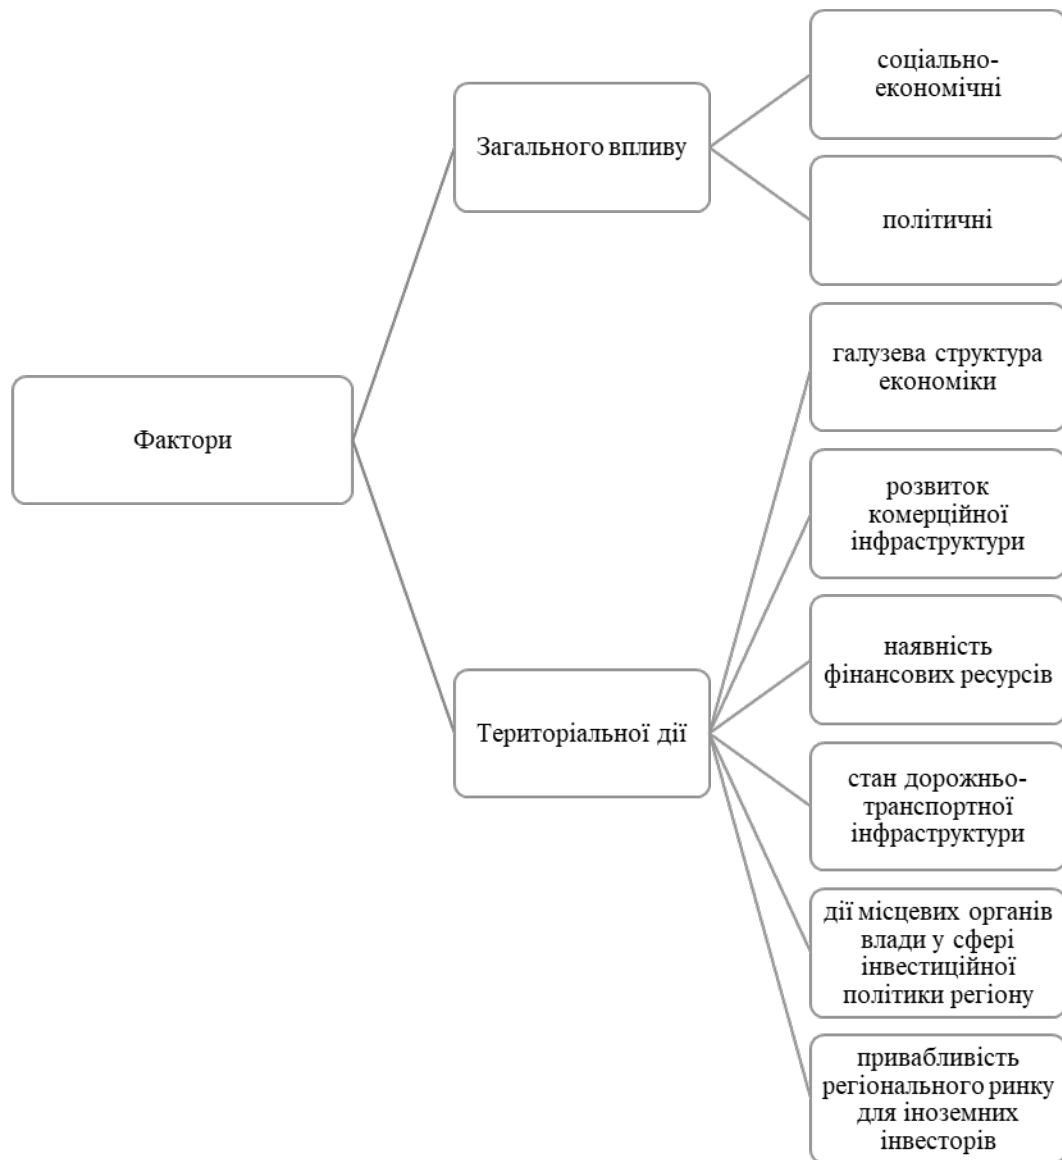 Фактори
Загального впливу
соціально-
економічні
політичні
Територіальної дії
галузева структура
економіки
розвиток
комерційної
інфраструктури
наявність
фінансових ресурсів
стан дорожньо-
транспортної
інфраструктури
дії місцевих органів
влади у сфері
інвестиційної
політики регіону
привабливість
регіонального ринку
для іноземних
інвесторів